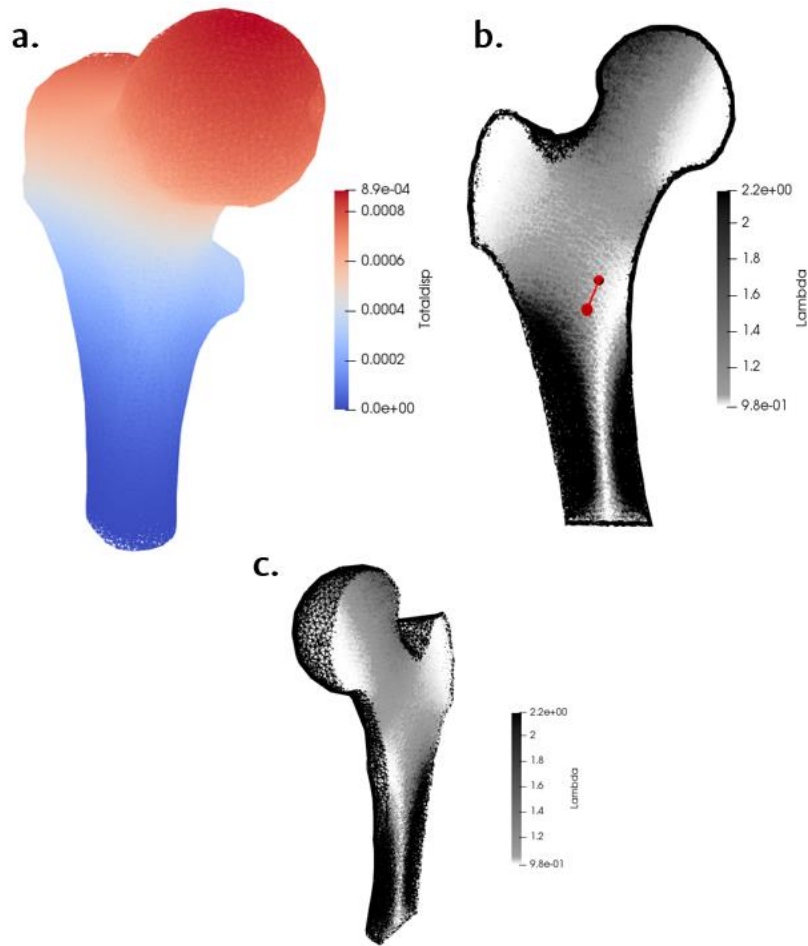 a.
8.9e-04
0.0008
0.0006
0.0004
0.0002
0.0e+00
Totaldisp
b.
2.2e+00
2
1.8
1.6
1.4
1.2
9.8e-01
Lambda
c.
2.2e+00
2
1.8
1.6
1.4
1.2
9.8e-01
Lambda